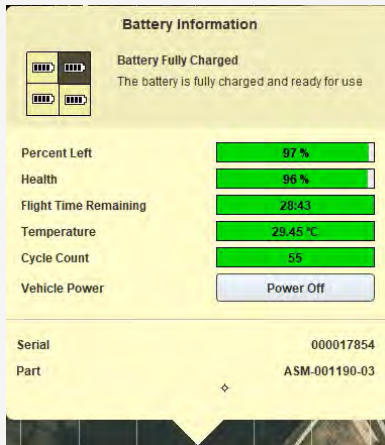 Battery Information
Battery Fully Charged
The battery is fully charged and ready for use
Percent Left 97 %
Health 96 %
Flight Time Remaining 28:43
Temperature 29.45 °C
Cycle Count 55
Vehicle Power Power Off
Serial 000017854
Part ASM-001190-03